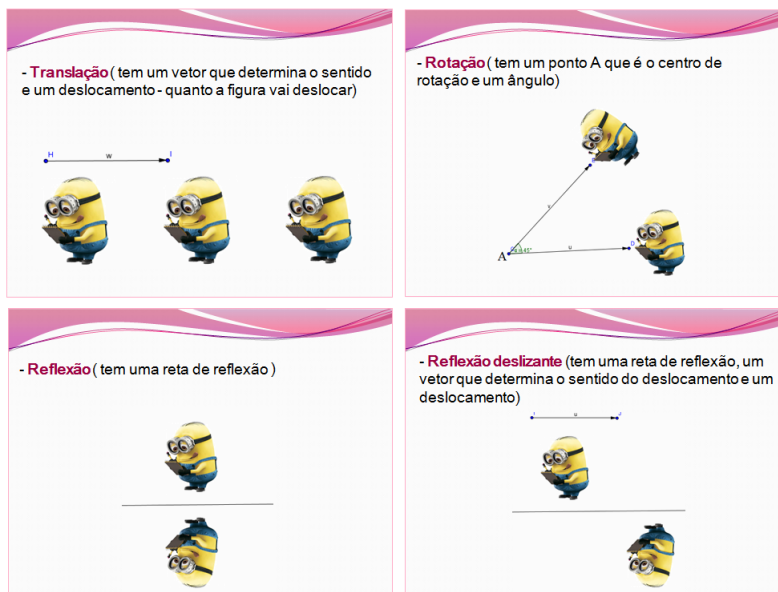 - Translação( tem um vetor que determina o sentido
e um deslocamento - quanto a figura vai deslocar)
H
w
I
- Rotação( tem um ponto A que é o centro de
rotação e um ângulo)
A
u
D
- Reflexão( tem uma reta de reflexão )
- Reflexão deslizante (tem uma reta de reflexão, um
vetor que determina o sentido do deslocamento e um
deslocamento)
u
J